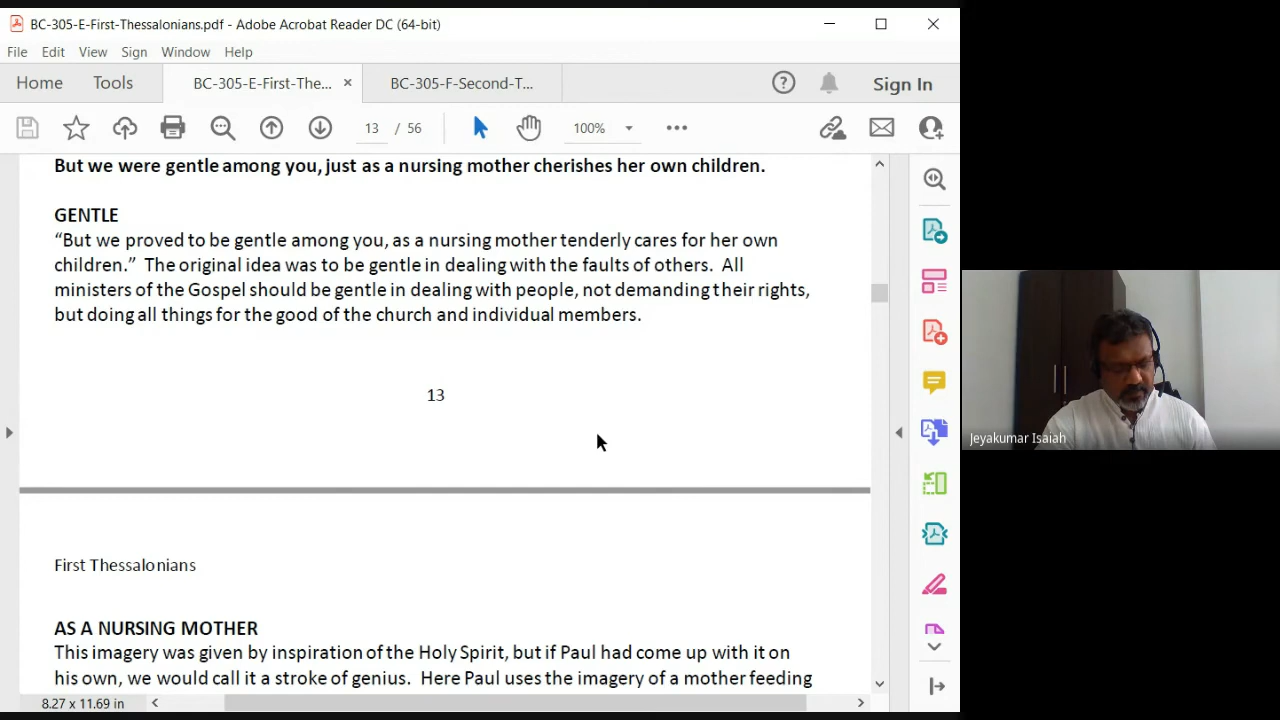 BC-305-E-First-Thessalonians.pdf - Adobe Acrobat Reader DC (64-bit)
File Edit View Sign Window Help
Home Tools BC-305-E-First-The... × BC-305-F-Second-T... Sign In
13 / 56 100%
But we were gentle among you, just as a nursing mother cherishes her own children.
GENTLE
“But we proved to be gentle among you, as a nursing mother tenderly cares for her own
children.” The original idea was to be gentle in dealing with the faults of others. All
ministers of the Gospel should be gentle in dealing with people, not demanding their rights,
but doing all things for the good of the church and individual members.
13
First Thessalonians
AS A NURSING MOTHER
This imagery was given by inspiration of the Holy Spirit, but if Paul had come up with it on
his own, we would call it a stroke of genius. Here Paul uses the imagery of a mother feeding
8.27 x 11.69 in
Jeyakumar Isaiah